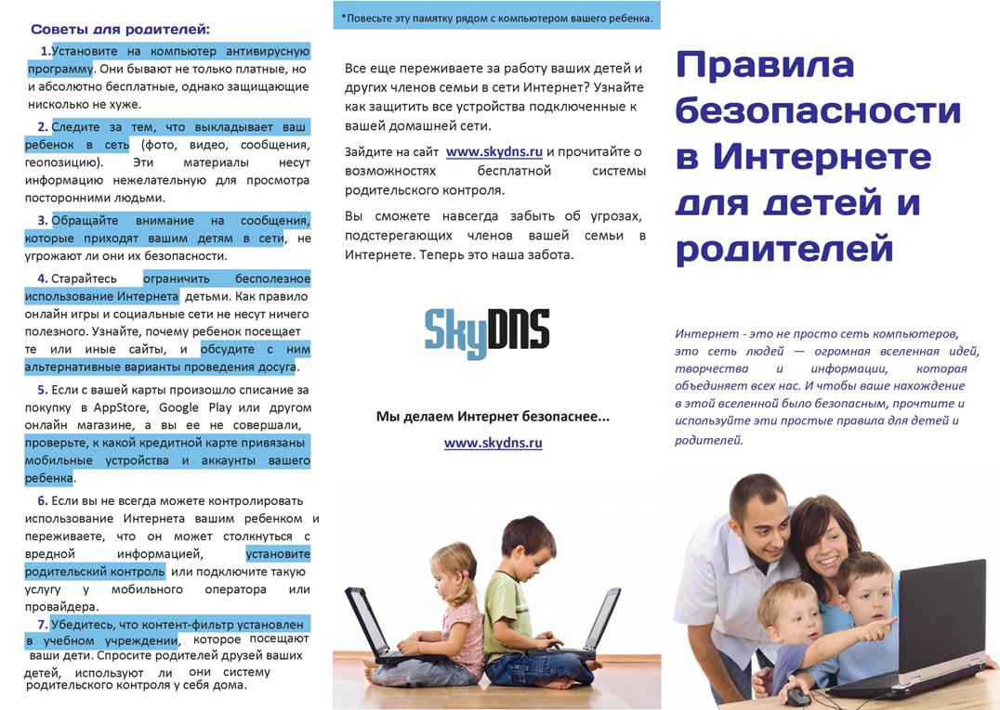 Советы для родителей:
1.Установите на компьютер антивирусную
программу. Они бывают не только платные, но
и абсолютно бесплатные, однако защищающие
нисколько не хуже.
2. Следите за тем, что выкладывает ваш
ребенок в сеть (фото, видео, сообщения,
геопозицию). Эти материалы несут
информацию нежелательную для просмотра
посторонними людьми.
3. Обращайте внимание на сообщения,
которые приходят вашим детям в сети, не
угрожают ли они их безопасности.
4. Старайтесь ограничить бесполезное
использование Интернета детьми. Как правило
онлайн игры и социальные сети не несут ничего
полезного. Узнайте, почему ребенок посещает
те или иные сайты, и обсудите с ним
альтернативные варианты проведения досуга.
5. Если с вашей карты произошло списание за
покупку в AppStore, Google Play или другом
онлайн магазине, а вы ее не совершали,
проверьте, к какой кредитной карте привязаны
мобильные устройства и аккаунты вашего
ребенка.
6. Если вы не всегда можете контролировать
использование Интернета вашим ребенком и
переживаете, что он может столкнуться с
вредной информацией, установите
родительский контроль или подключите такую
услугу у мобильного оператора или
провайдера.
7. Убедитесь, что контент-фильтр установлен
в учебном учреждении, которое посещают
ваши дети. Спросите родителей друзей ваших
детей, используют ли они систему
родительского контроля у себя дома.
*Повесьте эту памятку рядом с компьютером вашего ребенка.
Все еще переживаете за работу ваших детей и
других членов семьи в сети Интернет? Узнайте
как защитить все устройства подключенные к
вашей домашней сети.
Зайдите на сайт www.skydns.ru и прочитайте о
возможностях бесплатной системы
родительского контроля.
Вы сможете навсегда забыть об угрозах,
подстерегающих членов вашей семьи в
Интернете. Теперь это наша забота.
SkyDNS
Мы делаем Интернет безопаснее...
www.skydns.ru
Правила
безопасности
в Интернете
для детей и
родителей
Интернет - это не просто сеть компьютеров,
это сеть людей — огромная вселенная идей,
творчества и информации, которая
объединяет всех нас. И чтобы ваше нахождение
в этой вселенной было безопасным, прочтите и
используйте эти простые правила для детей и
родителей.